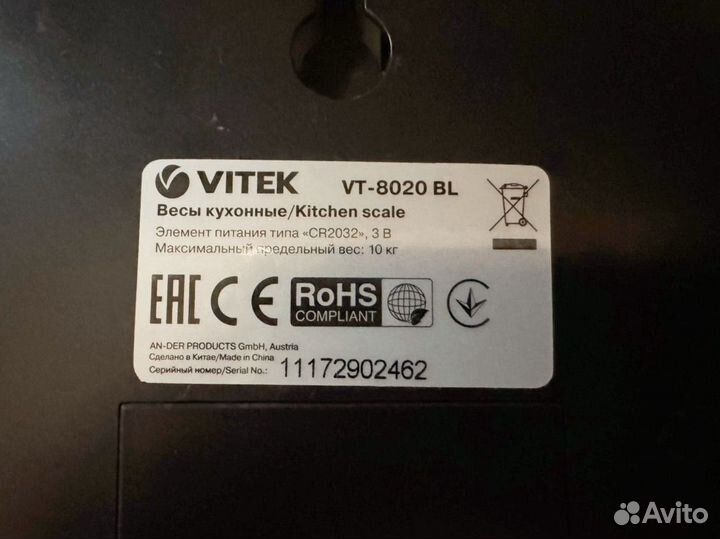 VITEK VT-8020 BL
Весы кухонные/Kitchen scale
Элемент питания типа «CR2032», 3 В
Максимальный предельный вес: 10 кг
EAC CE RoHS
COMPLIANT
AN-DER PRODUCTS GmbH, Austria
Сделано в Китае/Made in China
Серийный номер/Serial No.: 11172902462
Avito